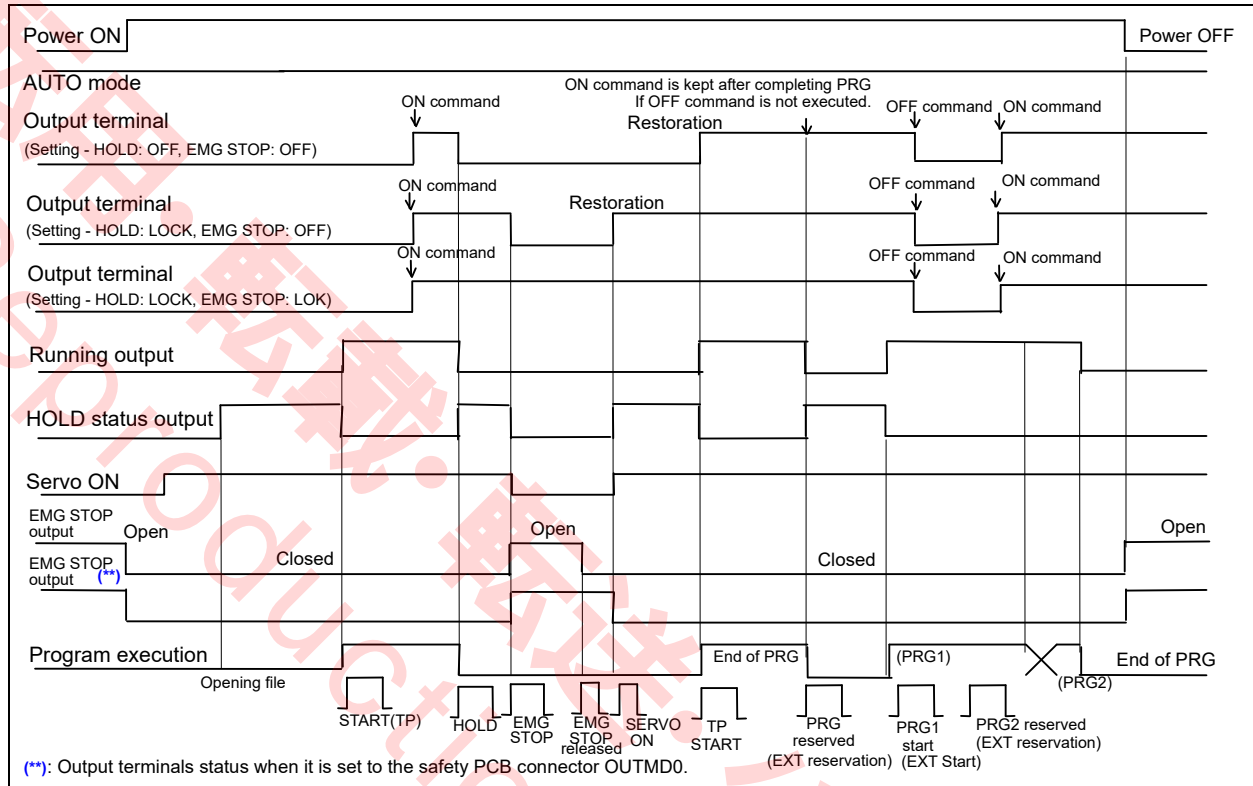 Power ON
Power OFF
AUTO mode
ON command is kept after completing PRG
If OFF command is not executed.
ON command
OFF command
ON command
Output terminal
Restoration
(Setting - HOLD: OFF, EMG STOP: OFF)
ON command
OFF command
ON command
Output terminal
Restoration
(Setting - HOLD: LOCK, EMG STOP: OFF)
ON command
OFF command
ON command
Output terminal
(Setting - HOLD: LOCK, EMG STOP: LOK)
Running output
HOLD status output
Servo ON
EMG STOP
output
Open
Open
Open
Closed
Closed
EMG STOP
output (**)
Program execution
End of PRG
(PRG1)
End of PRG
(PRG2)
Opening file
START(TP)
HOLD
EMG
STOP
EMG
STOP
released
SERVO
ON
TP
START
PRG
reserved
(EXT reservation)
PRG1
start
(EXT Start)
PRG2 reserved
(EXT reservation)
(**): Output terminals status when it is set to the safety PCB connector OUTMD0.
転載・転送・